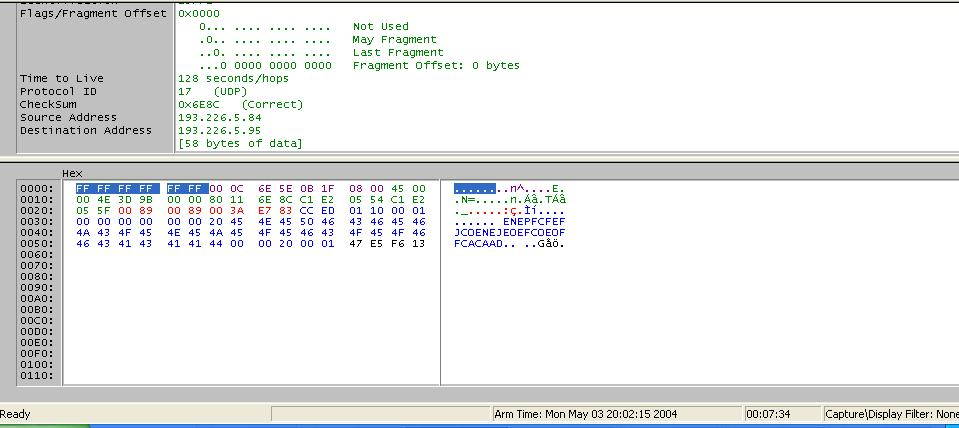 Flags/Fragment Offset 0x0000
0... .... .... .... Not Used
.0.. .... .... .... May Fragment
..0. .... .... .... Last Fragment
...0 0000 0000 0000 Fragment Offset: 0 bytes
Time to Live 128 seconds/hops
Protocol ID 17 (UDP)
CheckSum 0x6E8C (Correct)
Source Address 193.226.5.84
Destination Address 193.226.5.95
[58 bytes of data]
Hex
0000: FF FF FF FF FF FF 00 0C 6E 5E 0B 1F 08 00 45 00 ........n^....E.
0010: 00 4E 3D 9B 00 00 80 11 6E 8C C1 E2 05 54 C1 E2 .N=.....n.Áâ.TÁâ
0020: 05 5F 00 89 00 89 00 3A E7 83 CC ED 01 10 00 01 ._.....:ç.Ìí....
0030: 00 00 00 00 00 00 20 45 4E 45 50 46 43 46 45 46 ...... ENEPFCFEF
0040: 4A 43 4F 45 4E 45 4A 45 4F 45 46 43 4F 45 4F 46 JCOENEJEOEFCOEOF
0050: 46 43 41 43 41 41 44 00 00 20 00 01 47 E5 F6 13 FCACAAD.. ..Gåö.
0060:
0070:
0080:
0090:
00A0:
00B0:
00C0:
00D0:
00E0:
00F0:
0100:
0110:
Ready Arm Time: Mon May 03 20:02:15 2004 00:07:34 Capture\Display Filter: None